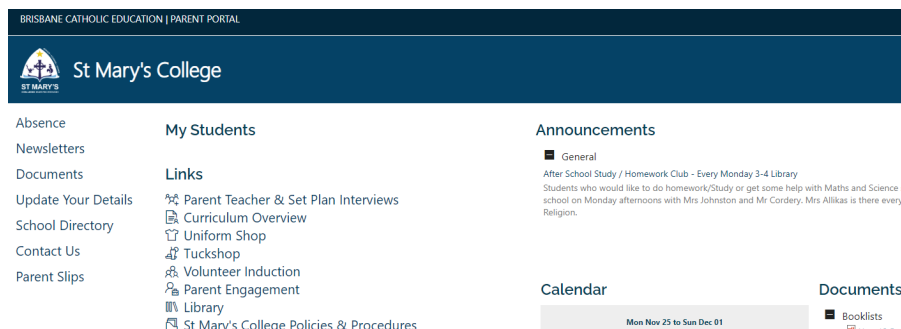 BRISBANE CATHOLIC EDUCATION | PARENT PORTAL
ST MARY'S
St Mary's College
Absence
Newsletters
Documents
Update Your Details
School Directory
Contact Us
Parent Slips
My Students
Links
Parent Teacher & Set Plan Interviews
Curriculum Overview
Uniform Shop
Tuckshop
Volunteer Induction
Parent Engagement
Library
St Mary's College Policies & Procedures
Announcements
General
After School Study / Homework Club - Every Monday 3-4 Library
Students who would like to do homework/Study or get some help with Maths and Science
school on Monday afternoons with Mrs Johnston and Mr Cordery. Mrs Allikas is there every
Religion.
Calendar
Mon Nov 25 to Sun Dec 01
Documents
Booklists